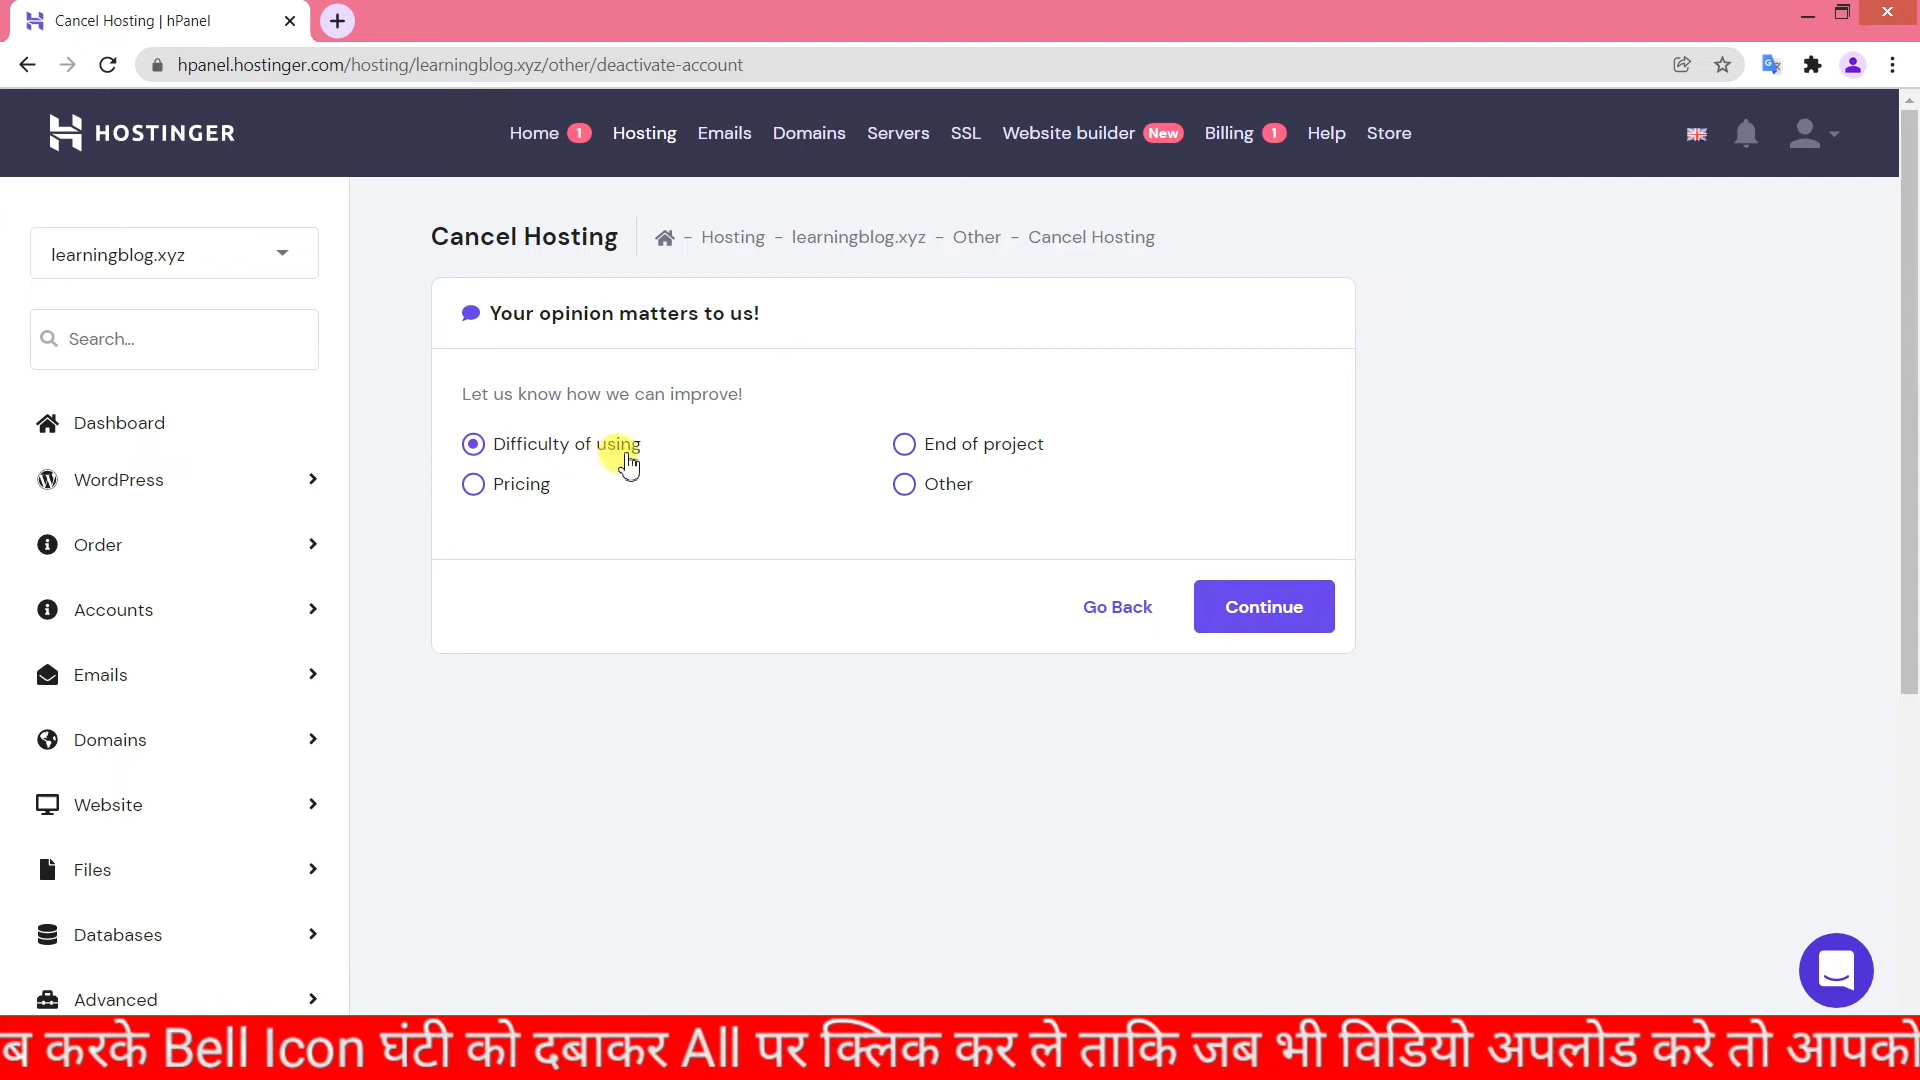 Cancel Hosting | hPanel
hpanel.hostinger.com/hosting/learningblog.xyz/other/deactivate-account
HOSTINGER
Home 1 Hosting Emails Domains Servers SSL Website builder New Billing 1 Help Store
learningblog.xyz
Search...
Dashboard
WordPress
Order
Accounts
Emails
Domains
Website
Files
Databases
Advanced
Cancel Hosting
- Hosting - learningblog.xyz - Other - Cancel Hosting
Your opinion matters to us!
Let us know how we can improve!
Difficulty of using
End of project
Pricing
Other
Go Back
Continue
ब करके Bell Icon घंटी को दबाकर All पर क्लिक कर ले ताकि जब भी विडियो अपलोड करे तो आपको